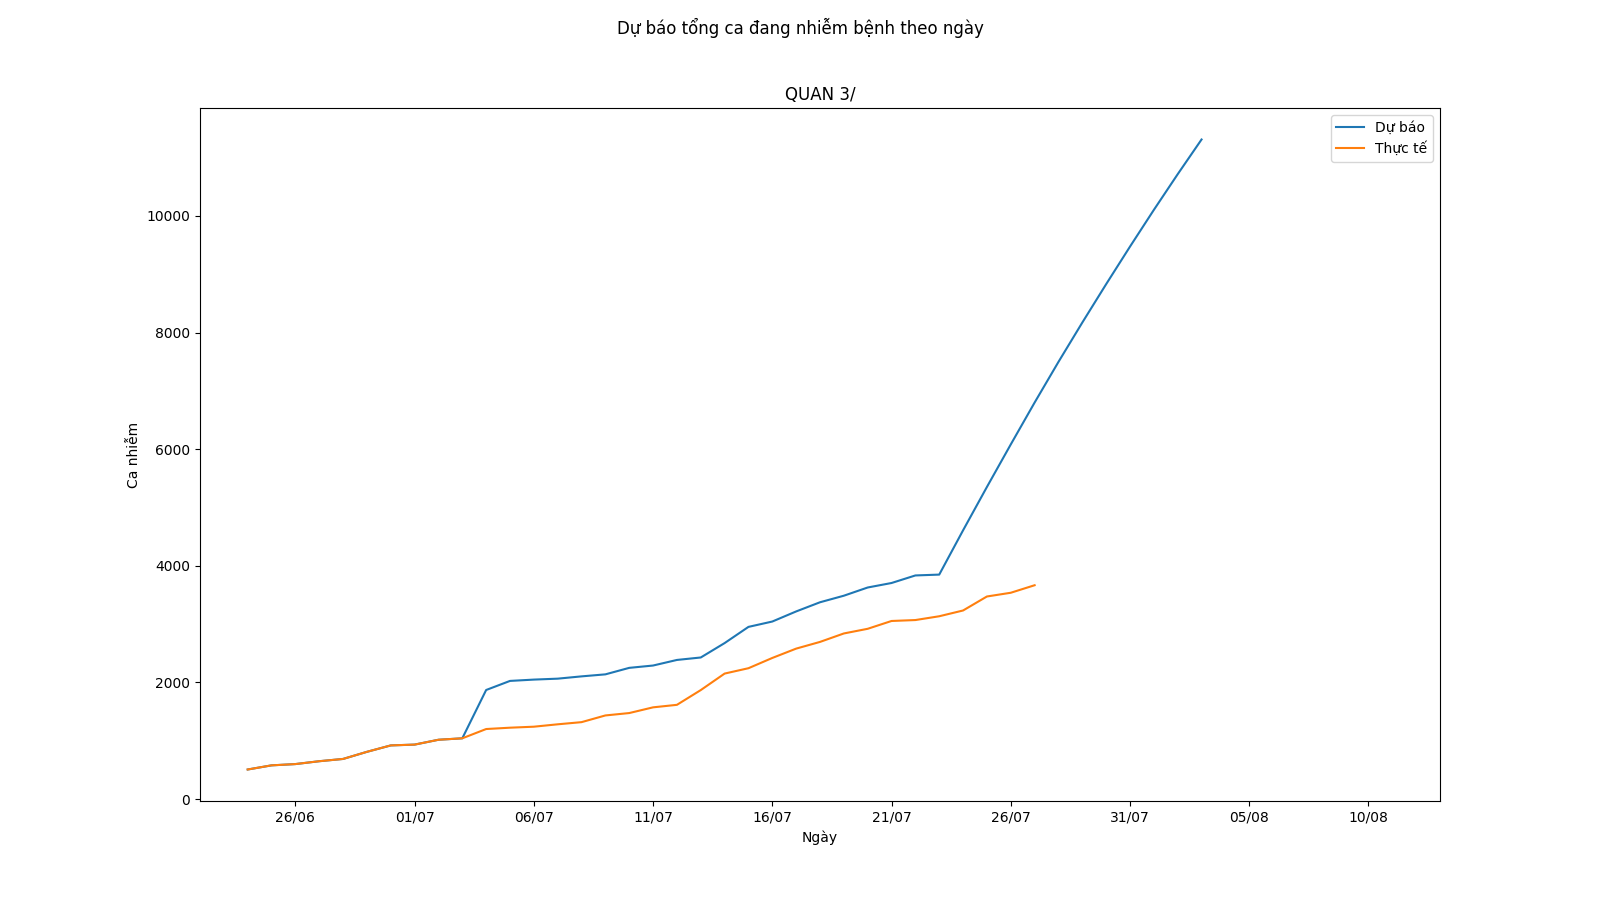 Dự báo tổng ca đang nhiễm bệnh theo ngày
QUAN 3/
Dự báo
Thực tế
10000
8000
6000
4000
2000
0
Ca nhiễm
26/06
01/07
06/07
11/07
16/07
21/07
26/07
31/07
05/08
10/08
Ngày